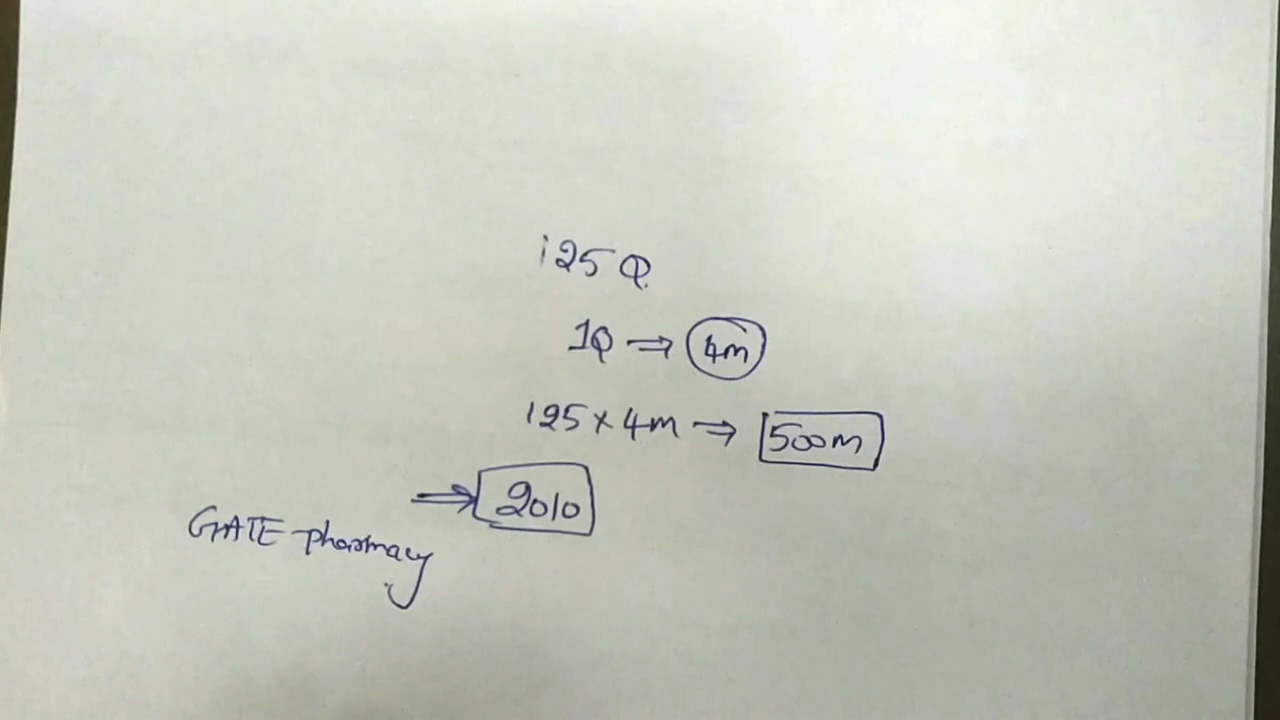 125 Q
1Q ⇒ 4m
125 x 4m ⇒ 500m
⇒ 2010
GATE-pharmacy